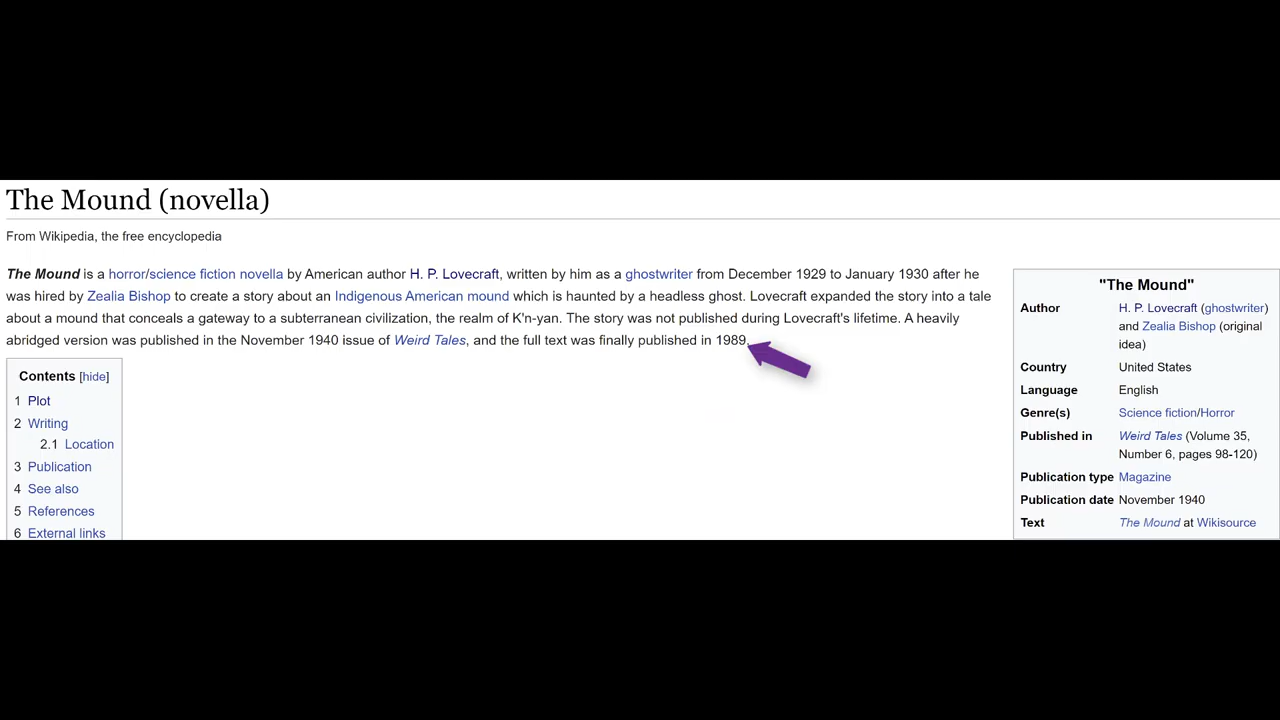 The Mound (novella)
From Wikipedia, the free encyclopedia
The Mound is a horror/science fiction novella by American author H. P. Lovecraft, written by him as a ghostwriter from December 1929 to January 1930 after he
was hired by Zealia Bishop to create a story about an Indigenous American mound which is haunted by a headless ghost. Lovecraft expanded the story into a tale
about a mound that conceals a gateway to a subterranean civilization, the realm of K'n-yan. The story was not published during Lovecraft's lifetime. A heavily
abridged version was published in the November 1940 issue of Weird Tales, and the full text was finally published in 1989.
Contents [hide]
1 Plot
2 Writing
2.1 Location
3 Publication
4 See also
5 References
6 External links
"The Mound"
Author H. P. Lovecraft (ghostwriter)
and Zealia Bishop (original
idea)
Country United States
Language English
Genre(s) Science fiction/Horror
Published in Weird Tales (Volume 35,
Number 6, pages 98-120)
Publication type Magazine
Publication date November 1940
Text The Mound at Wikisource